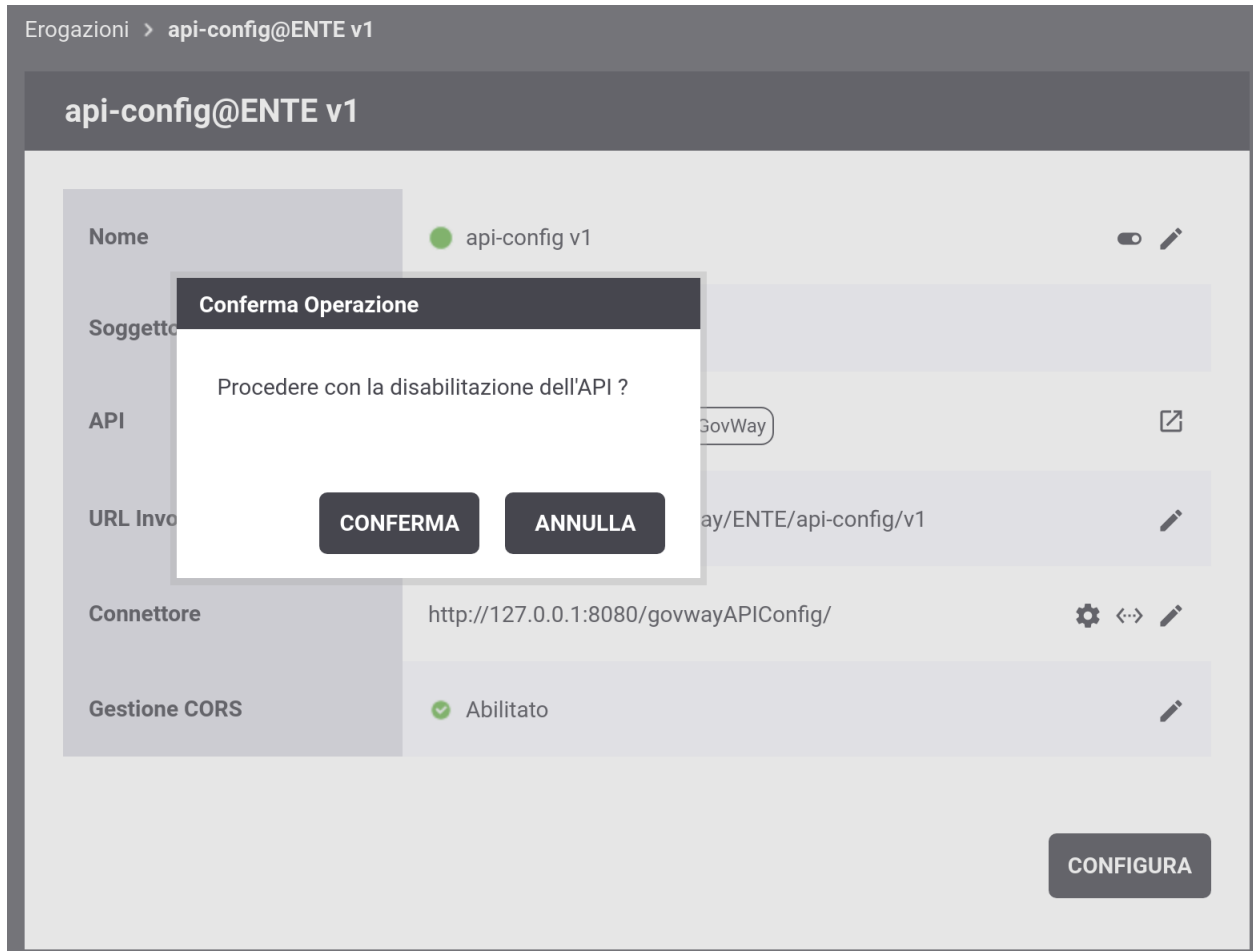 Erogazioni > api-config@ENTE v1
api-config@ENTE v1
Nome
api-config v1
Conferma Operazione
Soggetto
Procedere con la disabilitazione dell'API ?
API
GovWay
URL
CONFERMA
ANNULLA
/ENTE/api-config/v1
Connettore
http://127.0.0.1:8080/govwayAPIConfig/
Gestione CORS
Abilitato
CONFIGURA